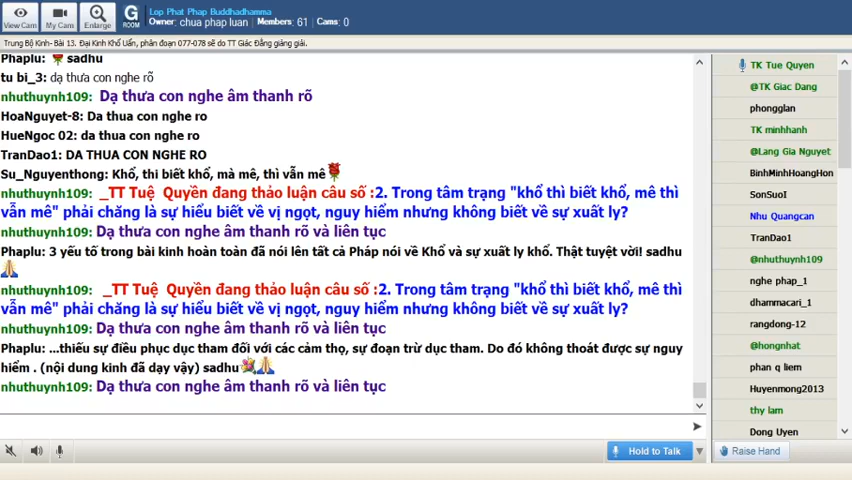 View Cam
My Cam
Enlarge
G
ROOM
Lop Phat Phap Buddhadhamma
Owner: chua phap luan Members: 61 Cams: 0
Trung Bộ Kinh- Bài 13. Đại Kinh Khổ Uẩn, phân đoạn 077-078 sẽ do TT Giác Đẳng giảng giải.
Phaplu: sadhu
tu bi_3: dạ thưa con nghe rõ
nhuthuynh109: Dạ thưa con nghe âm thanh rõ
HoaNguyet-8: Da thua con nghe ro
HueNgoc 02: da thua con nghe ro
TranDao1: DA THUA CON NGHE RO
Su_Nguyenthong: Khổ, thi biết khổ, mà mê, thì vẫn mê
nhuthuynh109: _TT Tuệ Quyền đang thảo luận câu số :2. Trong tâm trạng "khổ thì biết khổ, mê thì
vẫn mê" phải chăng là sự hiểu biết về vị ngọt, nguy hiểm nhưng không biết về sự xuất ly?
nhuthuynh109: Dạ thưa con nghe âm thanh rõ và liên tục
Phaplu: 3 yếu tố trong bài kinh hoàn toàn đã nói lên tất cả Pháp nói về Khổ và sự xuất ly khổ. Thật tuyệt vời! sadhu
nhuthuynh109: _TT Tuệ Quyền đang thảo luận câu số :2. Trong tâm trạng "khổ thì biết khổ, mê thì
vẫn mê" phải chăng là sự hiểu biết về vị ngọt, nguy hiểm nhưng không biết về sự xuất ly?
nhuthuynh109: Dạ thưa con nghe âm thanh rõ và liên tục
Phaplu: ...thiếu sự điều phục dục tham đối với các cảm thọ, sự đoạn trừ dục tham. Do đó không thoát được sự nguy
hiểm . (nội dung kinh đã dạy vậy) sadhu
nhuthuynh109: Dạ thưa con nghe âm thanh rõ và liên tục
Hold to Talk
TK Tue Quyen
@TK Giac Dang
phongglan
TK minhhanh
@Lang Gia Nguyet
BinhMinhHoangHon
SonSuoI
Nhu Quangcan
TranDao1
@nhuthuynh109
nghe phap_1
dhammacari_1
rangdong-12
@hongnhat
phan q liem
Huyenmong2013
thy lam
Dong Uyen
Raise Hand